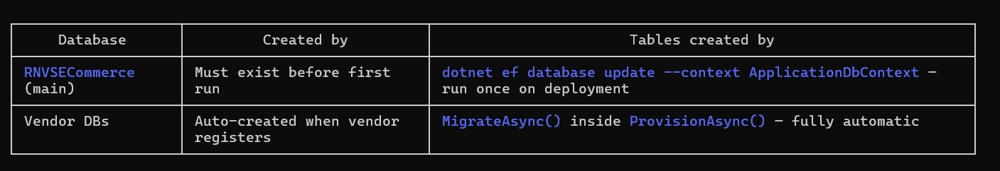 Database Created by Tables created by
RNVSECommerce Must exist before first dotnet ef database update --context ApplicationDbContext —
(main) run run once on deployment
Vendor DBs Auto-created when vendor MigrateAsync() inside ProvisionAsync() — fully automatic
registers